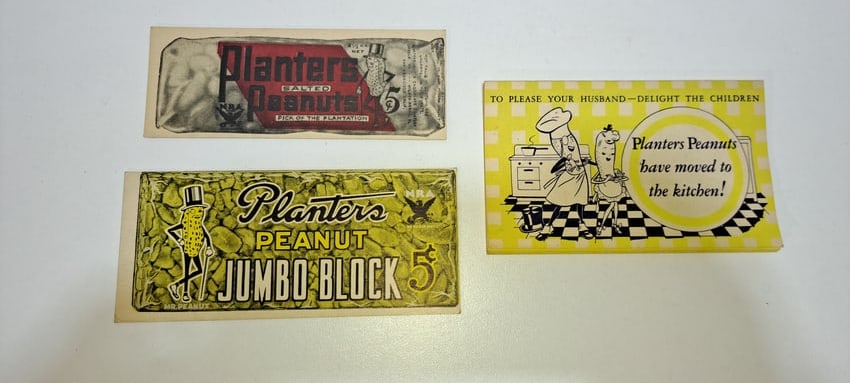 Planters
SALTED
Peanuts 5¢
NRA
PICK OF THE PLANTATION
Planters
NRA
PEANUT
JUMBO BLOCK 5¢
MR. PEANUT
TO PLEASE YOUR HUSBAND—DELIGHT THE CHILDREN
Planters Peanuts
have moved to
the kitchen!